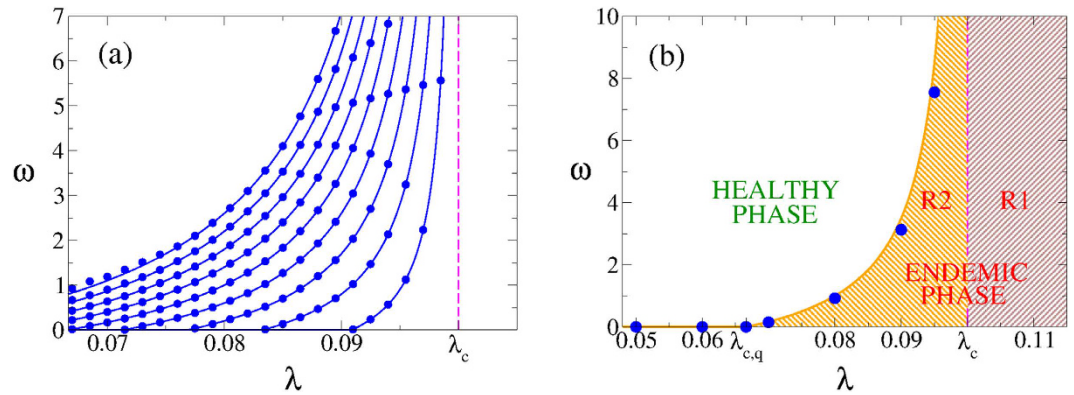 (a)
7
6
5
4
3
2
1
0
ω
0.07
0.08
0.09
λc
λ
(b)
10
8
6
4
2
0
ω
HEALTHY
PHASE
R2
R1
ENDEMIC
PHASE
0.05
0.06
λc,q
0.08
0.09
λc
0.11
λ